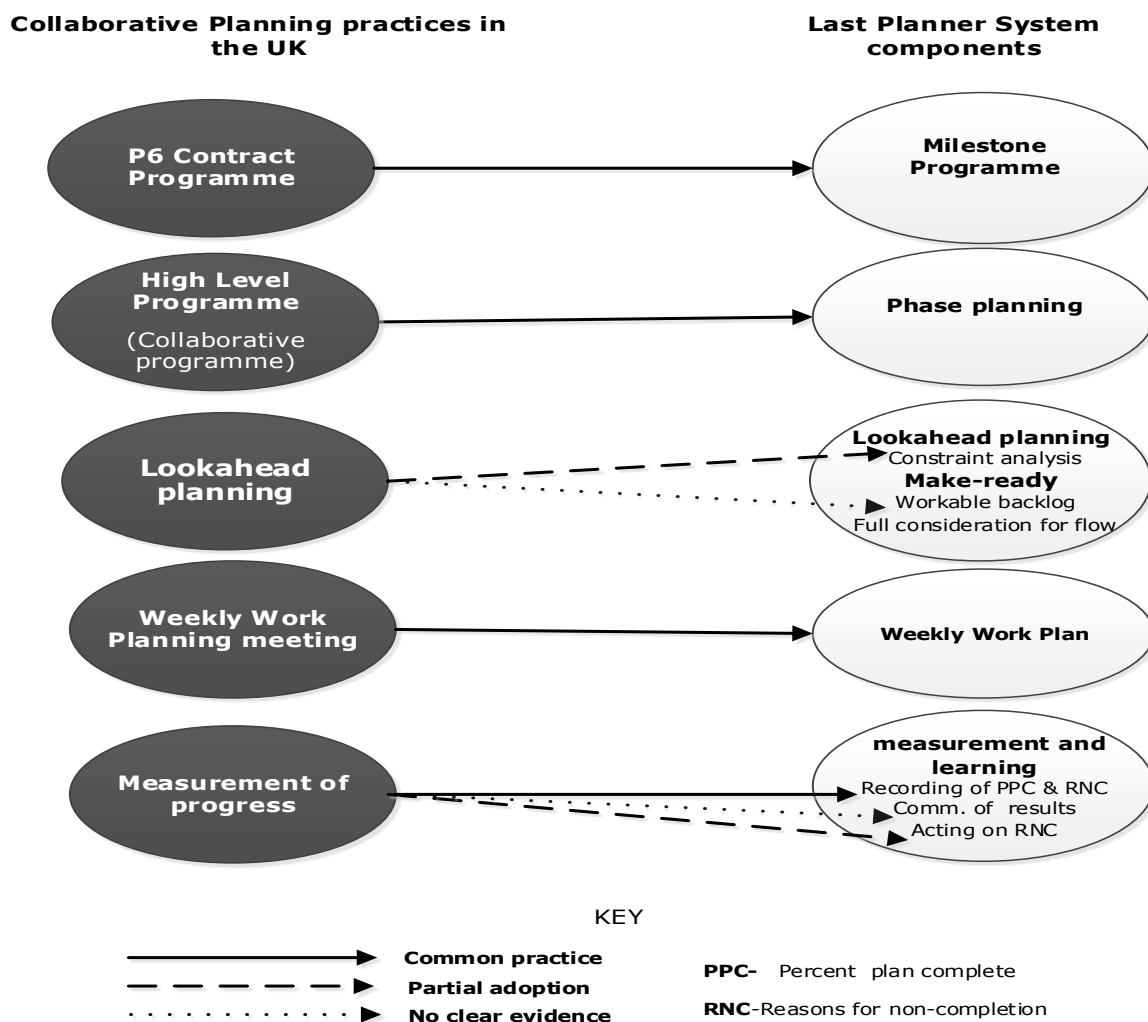 Collaborative Planning practices in
the UK
Last Planner System
components
P6 Contract
Programme
Milestone
Programme
High Level
Programme
(Collaborative
programme)
Phase planning
Lookahead
planning
Lookahead planning
Constraint analysis
Make-ready
Workable backlog
Full consideration for flow
Weekly Work
Planning meeting
Weekly Work Plan
Measurement of
progress
measurement and
learning
Recording of PPC & RNC
Comm. of results
Acting on RNC
KEY
Common practice
Partial adoption
No clear evidence
PPC- Percent plan complete
RNC-Reasons for non-completion